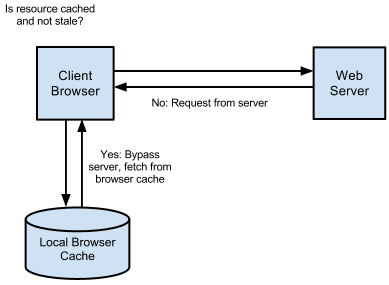 Is resource cached
and not stale?
Client
Browser
Web
Server
No: Request from server
Yes: Bypass
server, fetch from
browser cache
Local Browser
Cache